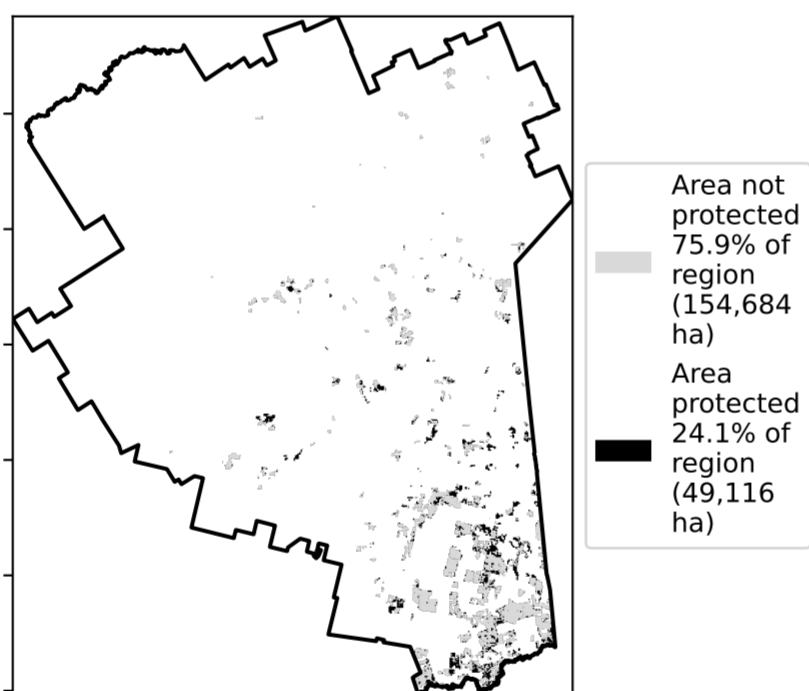 Area not
protected
75.9% of
region
(154,684
ha)
Area
protected
24.1% of
region
(49,116
ha)